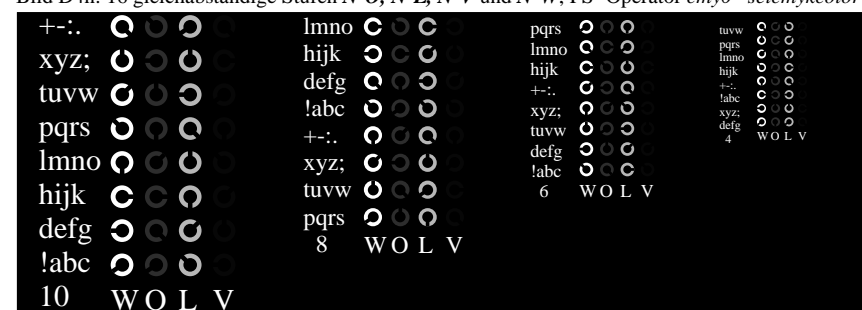 Bild 16 gleichabständige Stufen und PS-Operator setcmykcolor
+-:.
xyz;
tuvw
pqrs
lmno
hijk
defg
!abc
10 W O L V
lmno
hijk
defg
!abc
+-:.
xyz;
tuvw
pqrs
8 W O L V
pqrs
lmno
hijk
+-:.
xyz;
tuvw
defg
!abc
6 W O L V
tuvw
pqrs
lmno
hijk
+-:.
!abc
xyz;
defg
4 W O L V